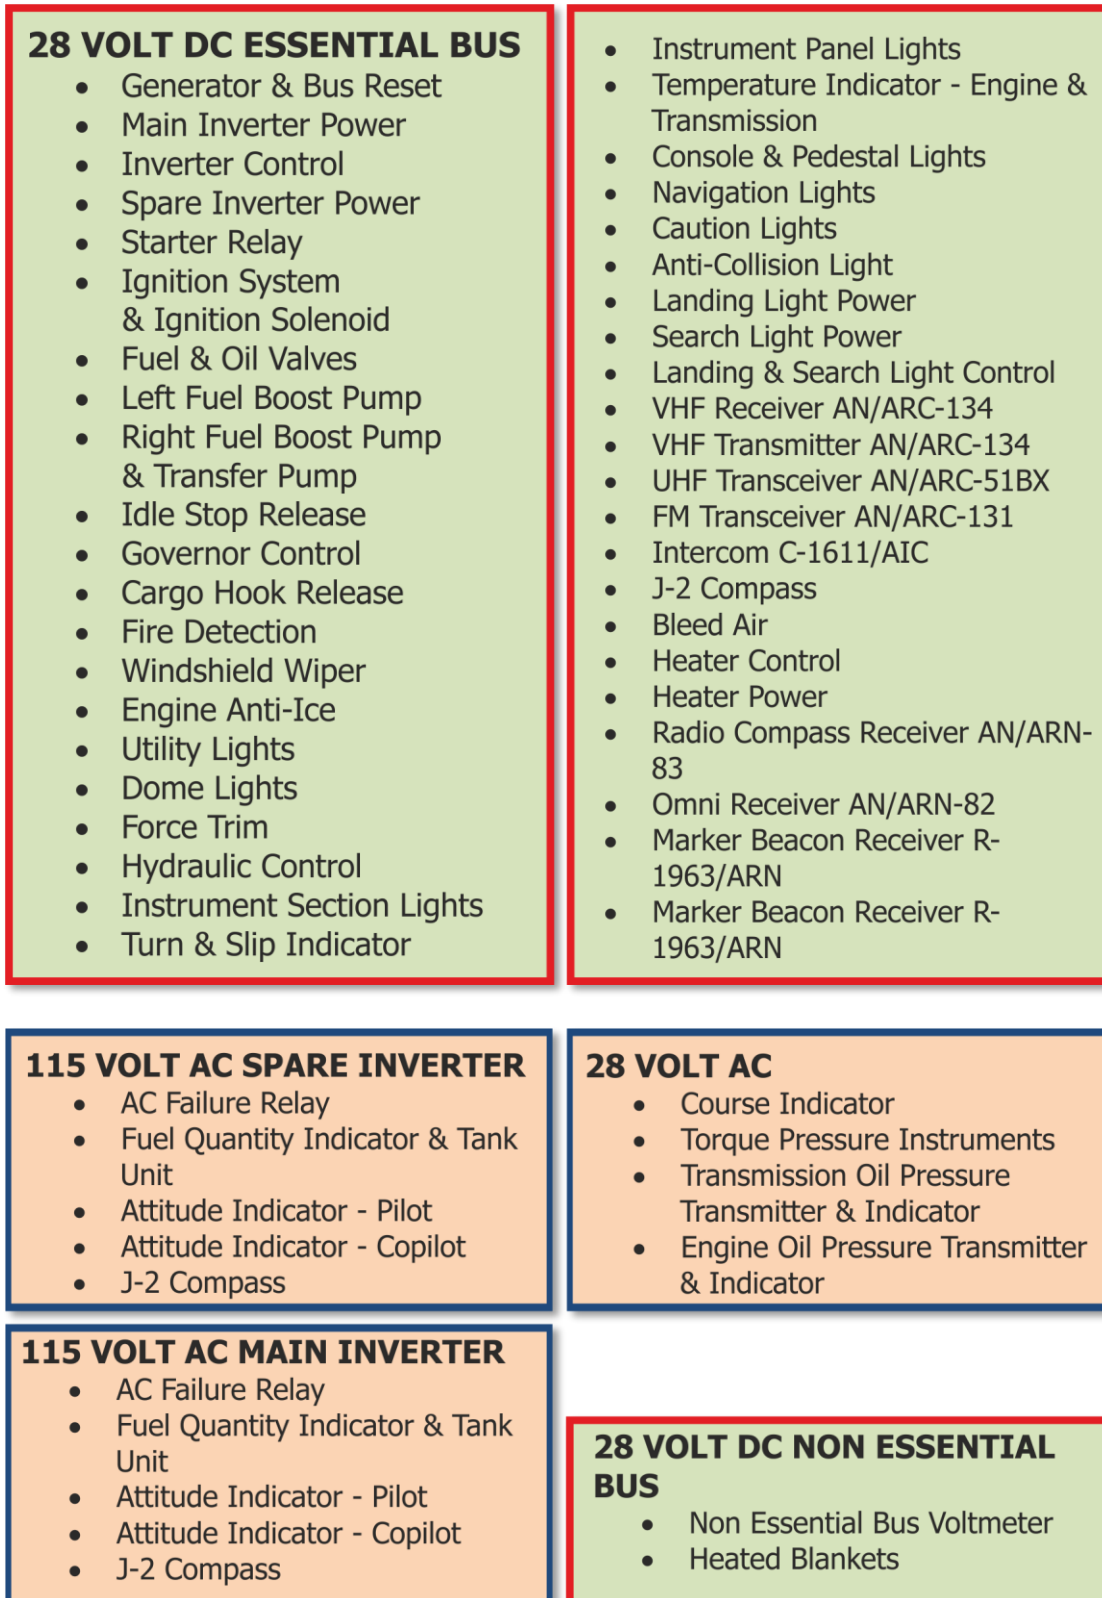 28 VOLT DC ESSENTIAL BUS
• Generator & Bus Reset
• Main Inverter Power
• Inverter Control
• Spare Inverter Power
• Starter Relay
• Ignition System
& Ignition Solenoid
• Fuel & Oil Valves
• Left Fuel Boost Pump
• Right Fuel Boost Pump
& Transfer Pump
• Idle Stop Release
• Governor Control
• Cargo Hook Release
• Fire Detection
• Windshield Wiper
• Engine Anti-Ice
• Utility Lights
• Dome Lights
• Force Trim
• Hydraulic Control
• Instrument Section Lights
• Turn & Slip Indicator
• Instrument Panel Lights
• Temperature Indicator - Engine &
Transmission
• Console & Pedestal Lights
• Navigation Lights
• Caution Lights
• Anti-Collision Light
• Landing Light Power
• Search Light Power
• Landing & Search Light Control
• VHF Receiver AN/ARC-134
• VHF Transmitter AN/ARC-134
• UHF Transceiver AN/ARC-51BX
• FM Transceiver AN/ARC-131
• Intercom C-1611/AIC
• J-2 Compass
• Bleed Air
• Heater Control
• Heater Power
• Radio Compass Receiver AN/ARN-
83
• Omni Receiver AN/ARN-82
• Marker Beacon Receiver R-
1963/ARN
• Marker Beacon Receiver R-
1963/ARN
115 VOLT AC SPARE INVERTER
• AC Failure Relay
• Fuel Quantity Indicator & Tank
Unit
• Attitude Indicator - Pilot
• Attitude Indicator - Copilot
• J-2 Compass
28 VOLT AC
• Course Indicator
• Torque Pressure Instruments
• Transmission Oil Pressure
Transmitter & Indicator
• Engine Oil Pressure Transmitter
& Indicator
115 VOLT AC MAIN INVERTER
• AC Failure Relay
• Fuel Quantity Indicator & Tank
Unit
• Attitude Indicator - Pilot
• Attitude Indicator - Copilot
• J-2 Compass
28 VOLT DC NON ESSENTIAL
BUS
• Non Essential Bus Voltmeter
• Heated Blankets